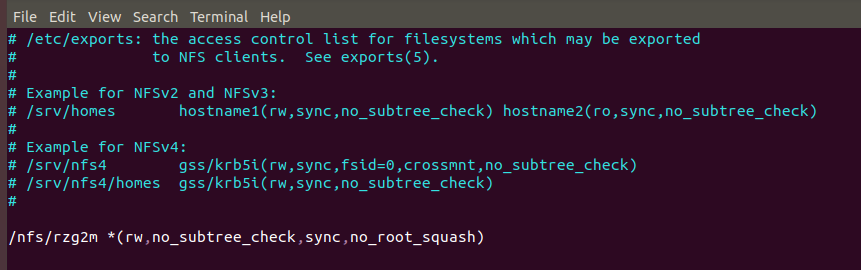 File Edit View Search Terminal Help
# /etc/exports: the access control list for filesystems which may be exported
#               to NFS clients.  See exports(5).
#
# Example for NFSv2 and NFSv3:
# /srv/homes       hostname1(rw,sync,no_subtree_check) hostname2(ro,sync,no_subtree_check)
#
# Example for NFSv4:
# /srv/nfs4        gss/krb5i(rw,sync,fsid=0,crossmnt,no_subtree_check)
# /srv/nfs4/homes  gss/krb5i(rw,sync,no_subtree_check)
#
/nfs/rzg2m *(rw,no_subtree_check,sync,no_root_squash)